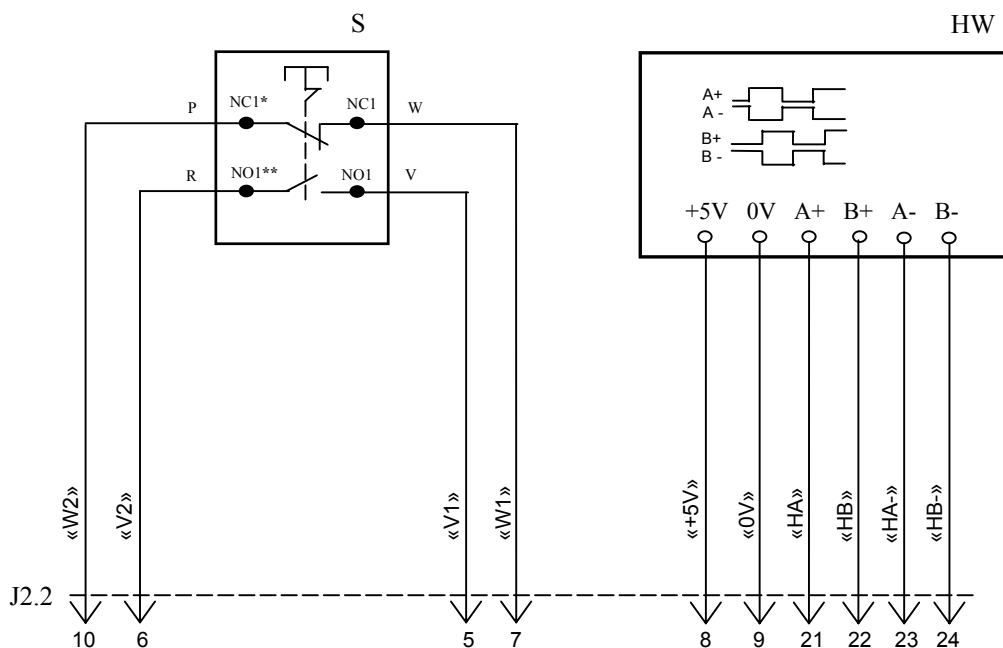 S HW
P NC1* NC1 W
R NO1** NO1 V
A+
A -
B+
B -
+5V 0V A+ B+ A- B-
«W2» «V2» «V1» «W1» «+5V» «0V» «HA» «HB» «HA-» «HB-»
J2.2
10 6 5 7 8 9 21 22 23 24